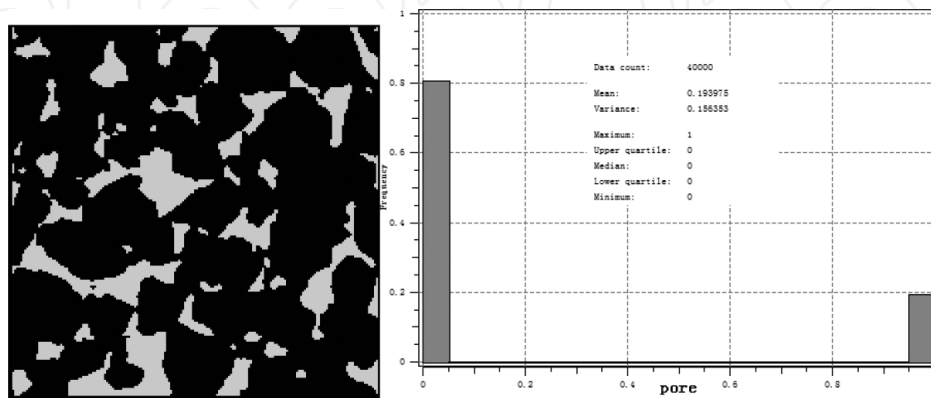 1
0.8
0.6
0.4
0.2
0
Frequency
Data count: 40000
Mean: 0.193975
Variance: 0.156353
Maximum: 1
Upper quartile: 0
Median: 0
Lower quartile: 0
Minimum: 0
0 0.2 0.4 0.6 0.8
pore